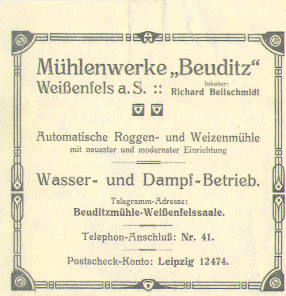 Mühlenwerke „Beuditz“
Weißenfels a. S. :: Inhaber: Richard Bellschmidt
Automatische Roggen- und Weizenmühle
mit neuester und modernster Einrichtung
Wasser- und Dampf-Betrieb.
Telegramm-Adresse:
Beuditzmühle-Weißenfelssaale.
Telephon-Anschluß: Nr. 41.
Postscheck-Konto: Leipzig 12474.